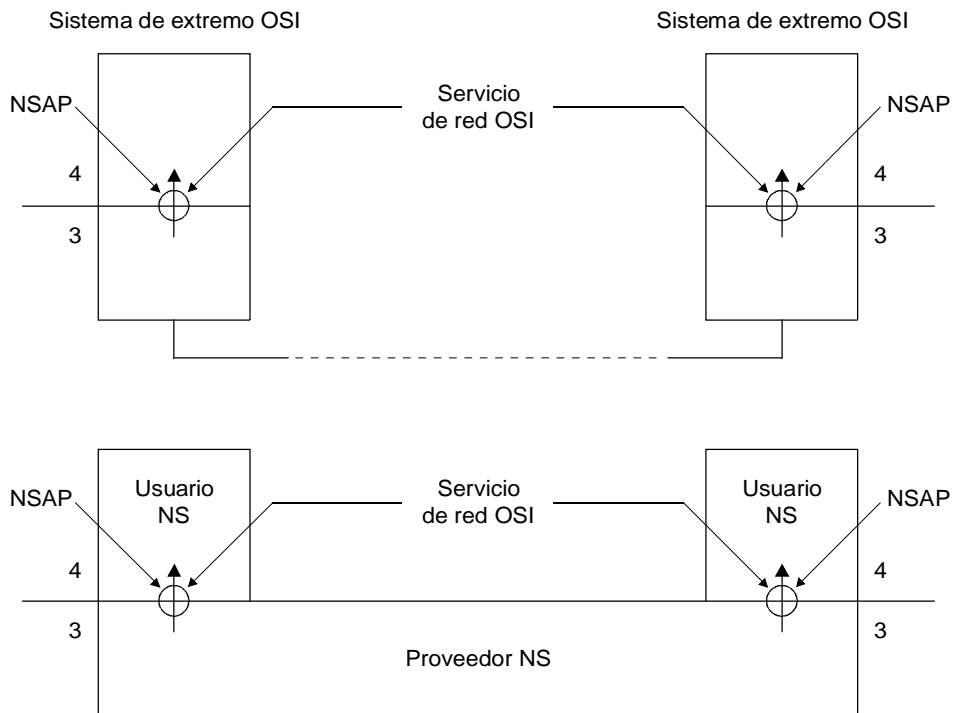 Sistema de extremo OSI
Sistema de extremo OSI
NSAP
Servicio
de red OSI
NSAP
4
4
3
3
Usuario
NS
Usuario
NS
NSAP
Servicio
de red OSI
NSAP
4
4
3
3
Proveedor NS